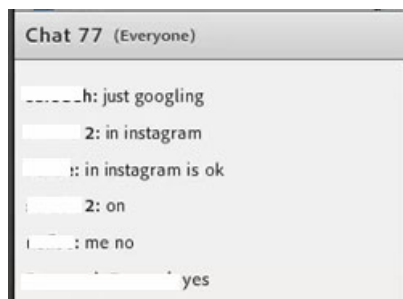 Chat 77 (Everyone)
h: just googling
2: in instagram
: in instagram is ok
2: on
: me no
yes